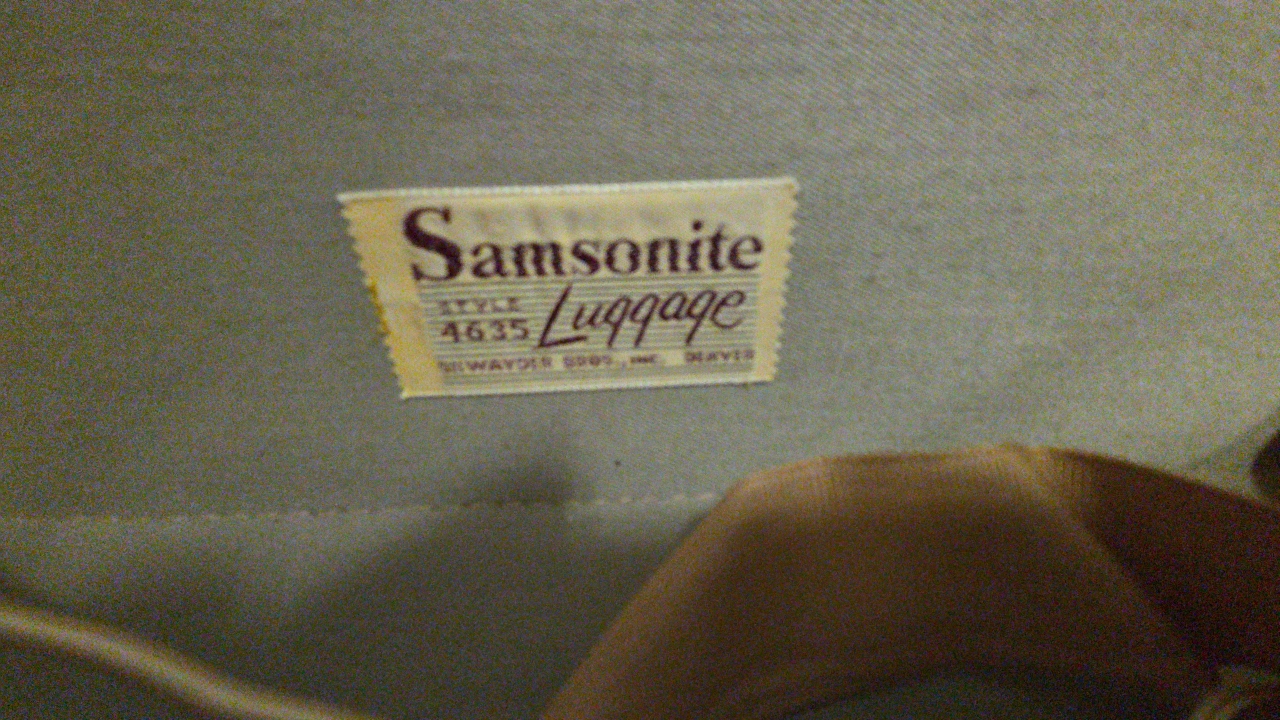 Samsonite
STYLE
4635 Luggage
SHWAYDER BROS., INC. DENVER